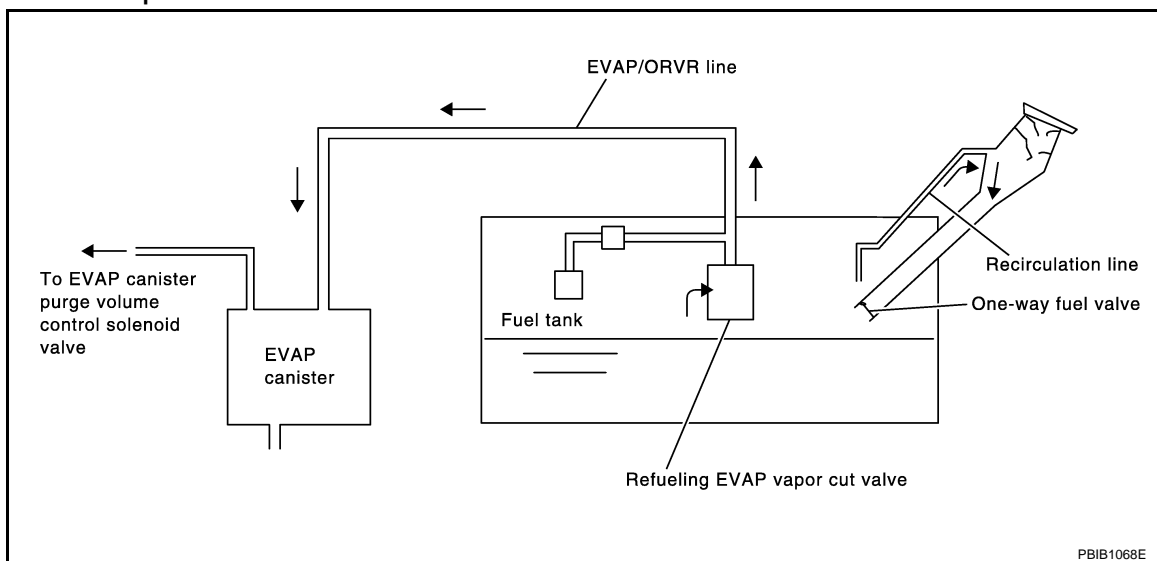 EVAP/ORVR line
Recirculation line
To EVAP canister
purge volume
control solenoid
valve
One-way fuel valve
Fuel tank
EVAP
canister
Refueling EVAP vapor cut valve
PBIB1068E